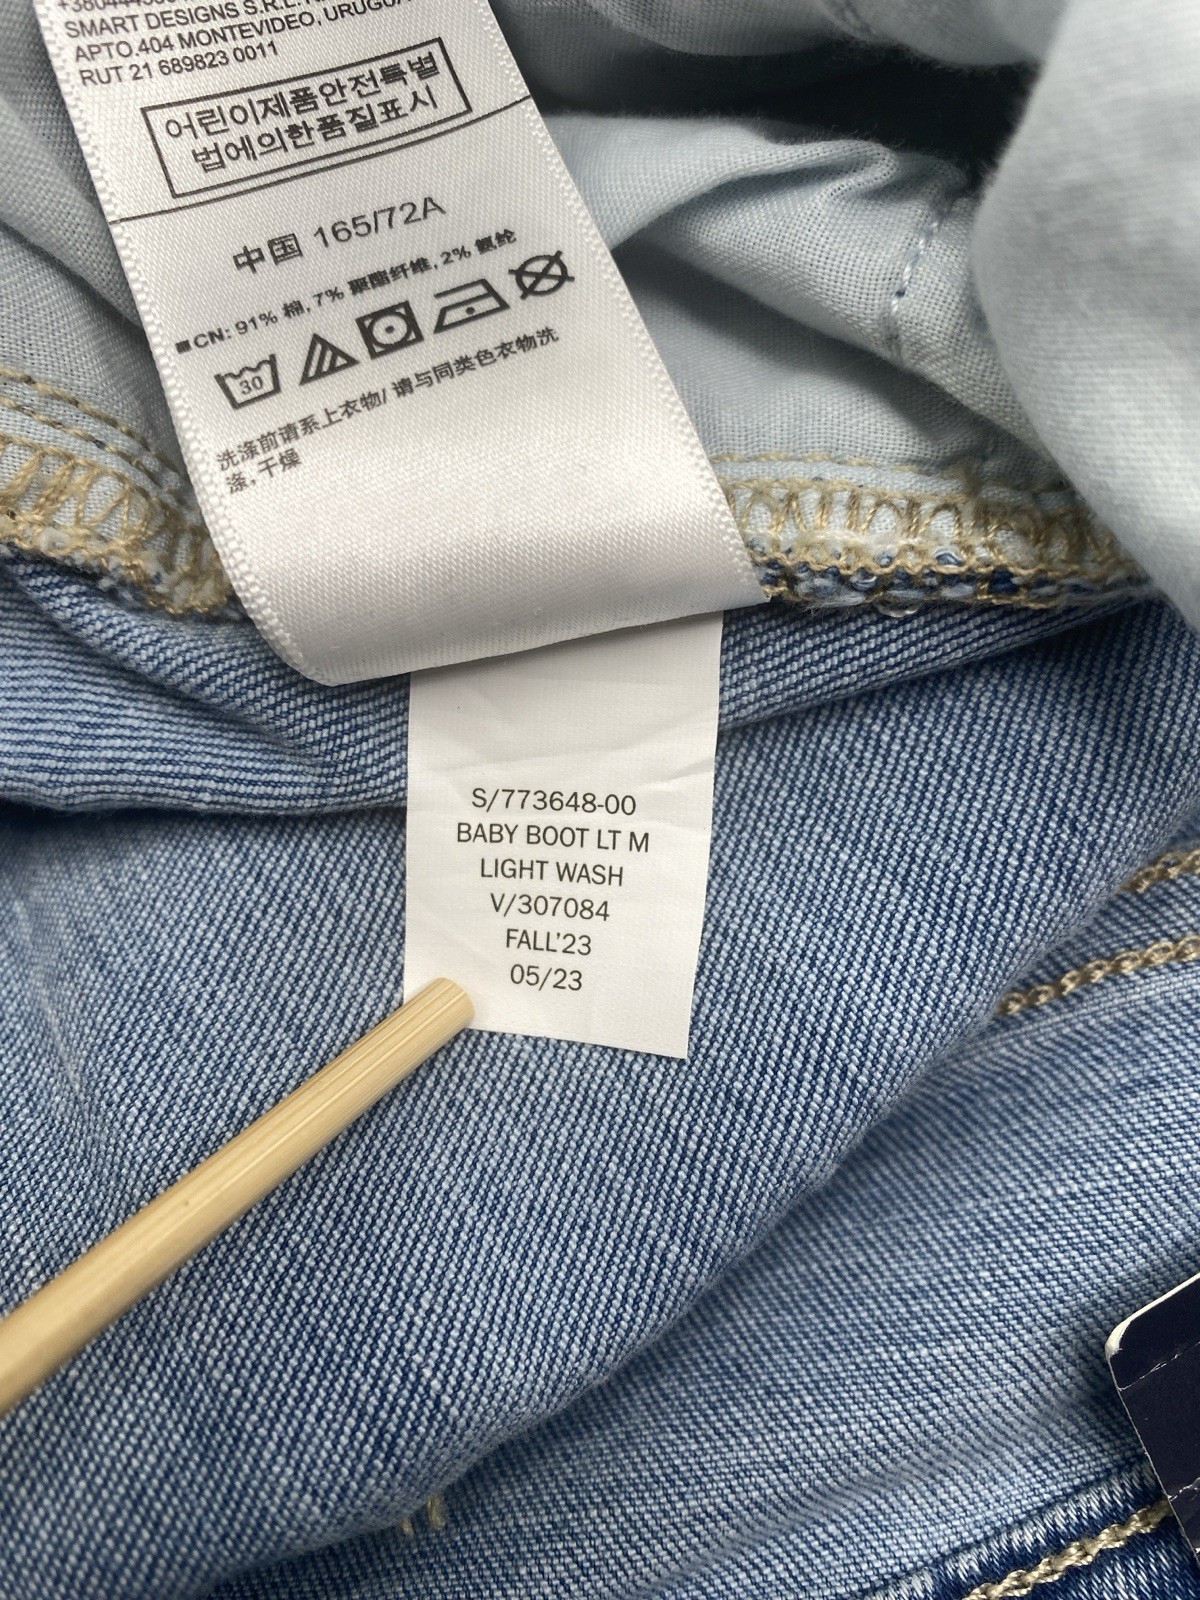 SMART DESIGNS S.R.L.
APTO.404 MONTEVIDEO, URUGUA
RUT 21 689823 0011
어린이제품안전특별
법에의한품질표시
中国 165/72A
■CN: 91% 棉, 7% 聚酯纤维, 2% 氨纶
30
洗涤前请系上衣物/ 请与同类色衣物洗
涤, 干燥
S/773648-00
BABY BOOT LT M
LIGHT WASH
V/307084
FALL'23
05/23